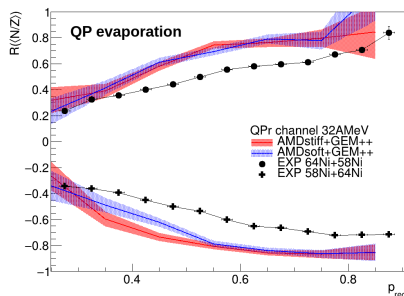 R((N/Z))
QP evaporation
1
0.8
0.6
0.4
0.2
0
QPr channel 32AMeV
AMDstiff+GEM++
AMDsoft+GEM++
EXP 64Ni+58Ni
EXP 58Ni+64Ni
−0.2
−0.4
−0.6
−0.8
−1
0.4 0.6 0.8